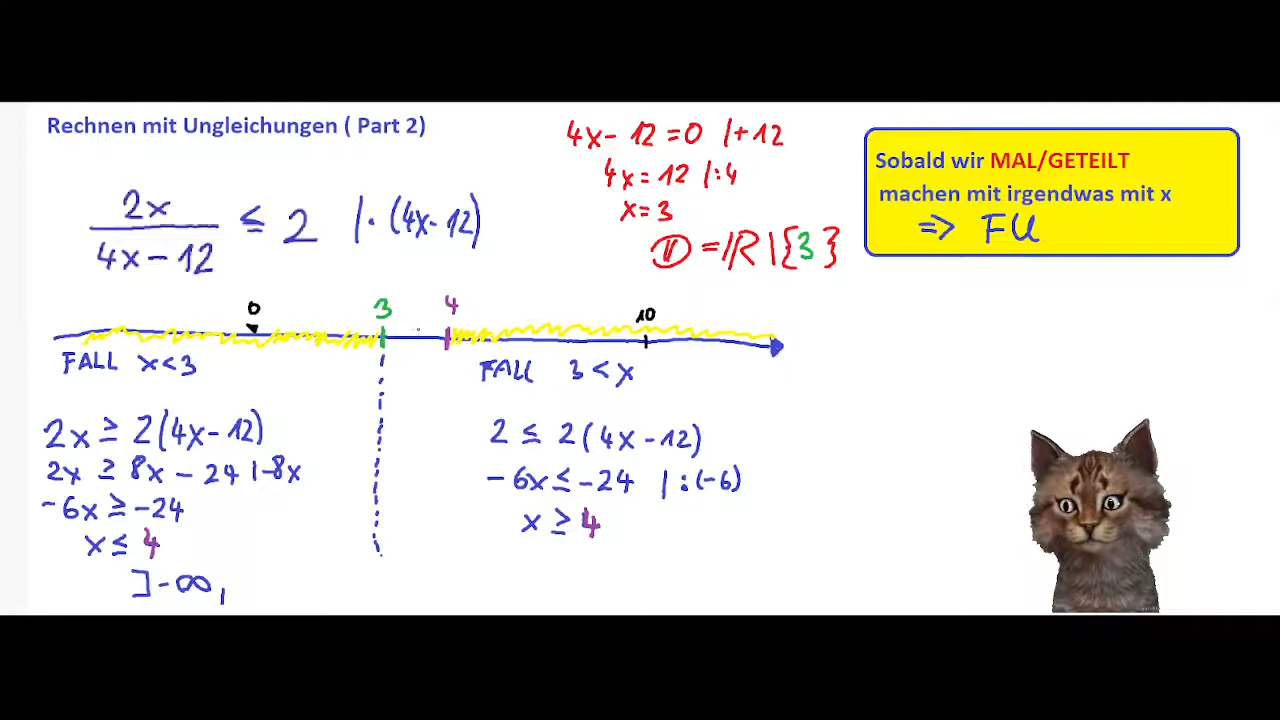 Rechnen mit Ungleichungen ( Part 2)
4x - 12 = 0 | + 12
4x = 12 | : 4
x = 3
𝔻 = ℝ \ {3}
Sobald wir MAL/GETEILT
machen mit irgendwas mit x
=> FU
2x
4x - 12
≤ 2 | · (4x - 12)
0
3
4
10
FALL x < 3
2x ≥ 2(4x - 12)
2x ≥ 8x - 24 | -8x
-6x ≥ -24
x ≤ 4
]-∞,
FALL 3 < x
2 ≤ 2(4x - 12)
-6x ≤ -24 | : (-6)
x ≥ 4